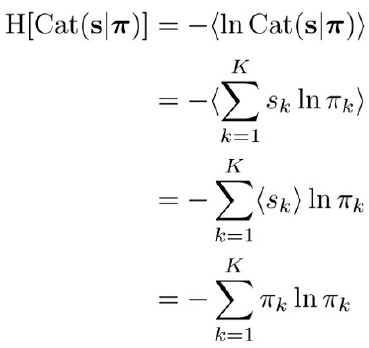 H[Cat(s|π)] = −⟨ln Cat(s|π)⟩
= −⟨∑_{k=1}^{K} s_k ln π_k⟩
= −∑_{k=1}^{K} ⟨s_k⟩ ln π_k
= −∑_{k=1}^{K} π_k ln π_k